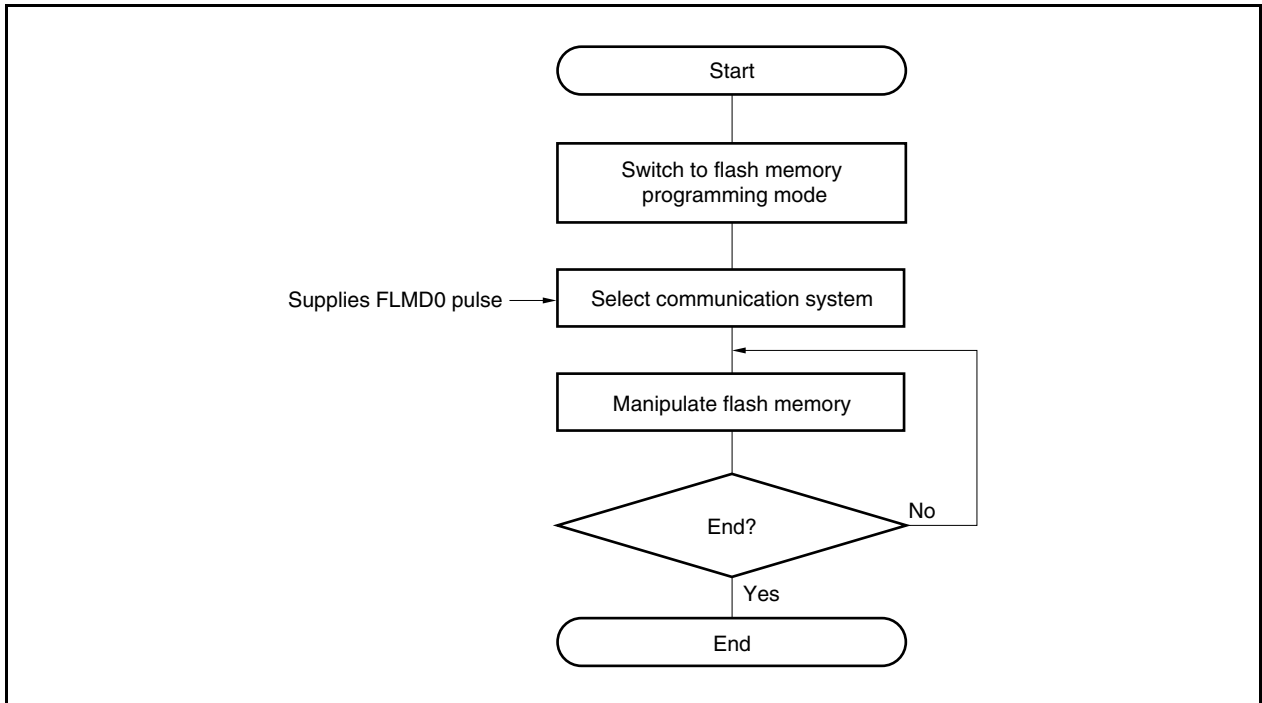 Start
Switch to flash memory
programming mode
Supplies FLMD0 pulse
Select communication system
Manipulate flash memory
End?
No
Yes
End